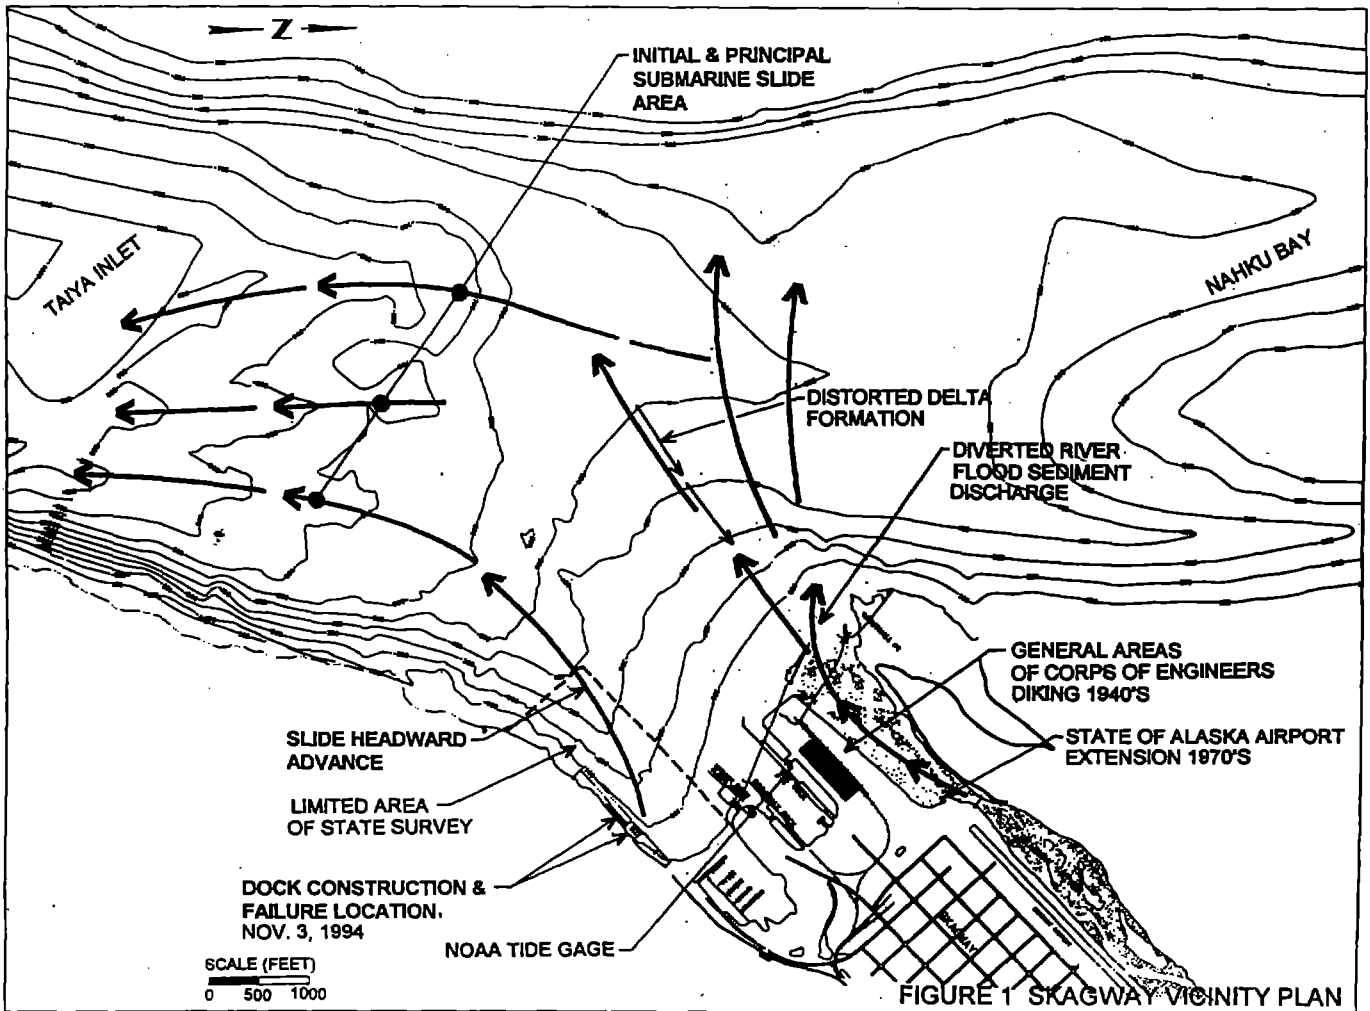 Z
INITIAL & PRINCIPAL
SUBMARINE SLIDE
AREA
TAIYA INLET
NAHKU BAY
DISTORTED DELTA
FORMATION
DIVERTED RIVER
FLOOD SEDIMENT
DISCHARGE
GENERAL AREAS
OF CORPS OF ENGINEERS
DIKING 1940'S
STATE OF ALASKA AIRPORT
EXTENSION 1970'S
SLIDE HEADWARD
ADVANCE
LIMITED AREA
OF STATE SURVEY
DOCK CONSTRUCTION &
FAILURE LOCATION.
NOV. 3, 1994
NOAA TIDE GAGE
SKAGWAY
SCALE (FEET)
0 500 1000
FIGURE 1 SKAGWAY VICINITY PLAN